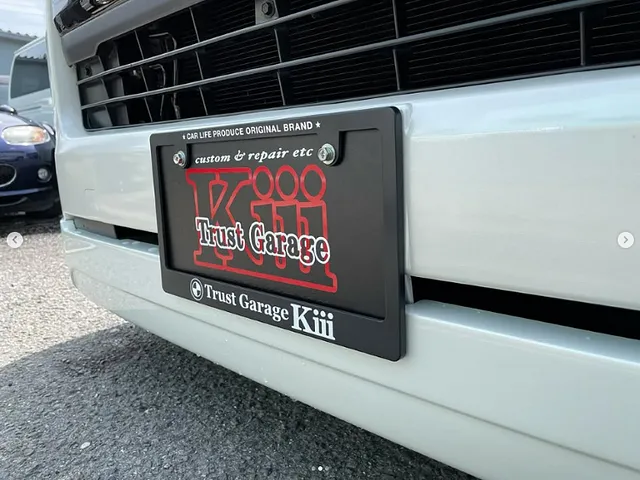 ★ CAR LIFE PRODUCE ORIGINAL BRAND ★
custom & repair etc
Kiii
Trust Garage
Trust Garage Kiii